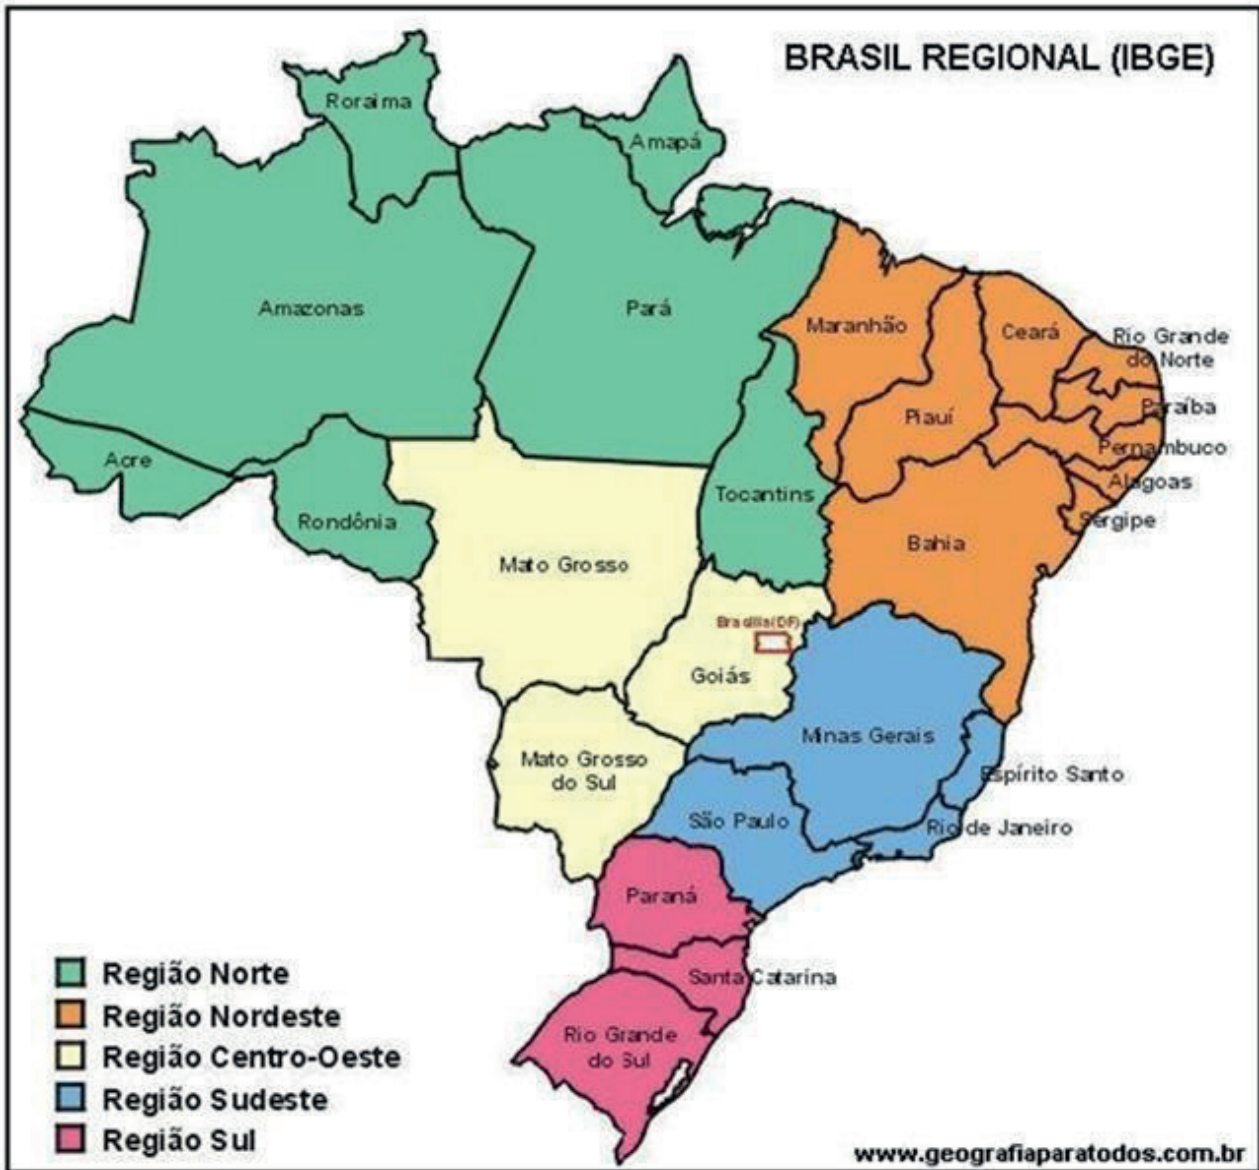 BRASIL REGIONAL (IBGE)
Roraima
Amapá
Amazonas
Pará
Maranhão
Ceará
Rio Grande
do Norte
Paraíba
Piauí
Pernambuco
Acre
Alagoas
Tocantins
Sergipe
Rondônia
Bahia
Mato Grosso
Brasília(DF)
Goiás
Minas Gerais
Mato Grosso
do Sul
Espírito Santo
São Paulo
Rio de Janeiro
Paraná
Santa Catarina
Rio Grande
do Sul
Região Norte
Região Nordeste
Região Centro-Oeste
Região Sudeste
Região Sul
www.geografiaparatodos.com.br